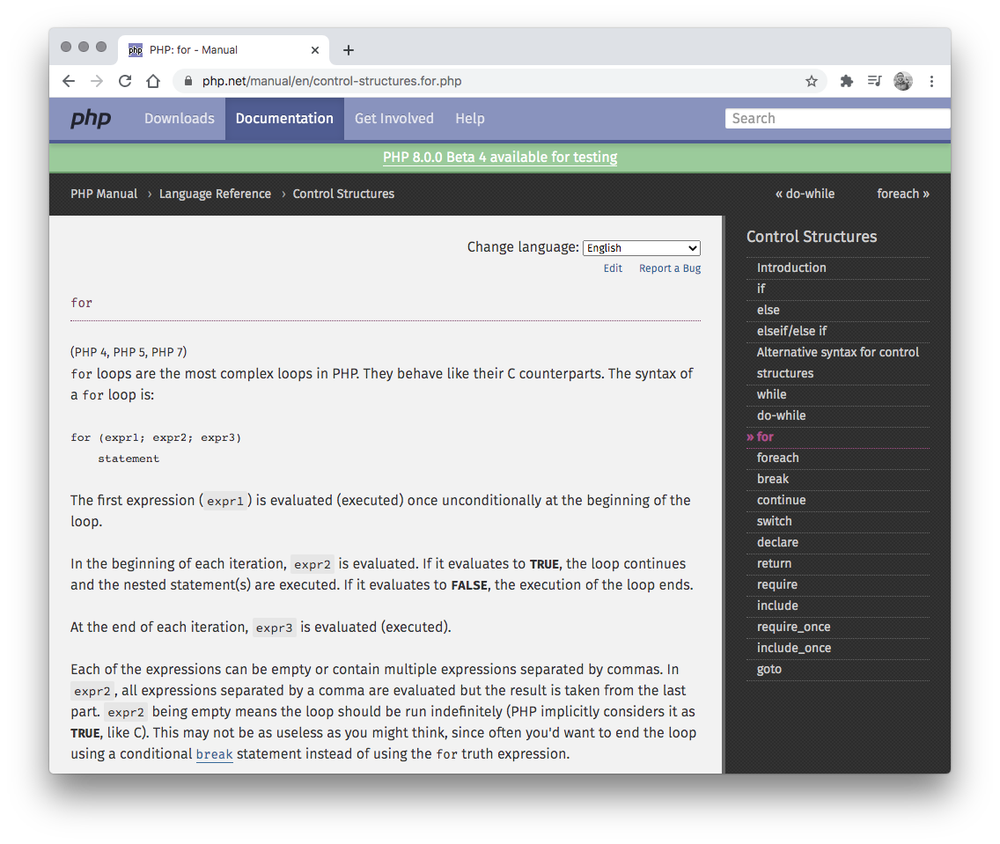 php PHP: for - Manual
php.net/manual/en/control-structures.for.php
php Downloads Documentation Get Involved Help Search
PHP 8.0.0 Beta 4 available for testing
PHP Manual › Language Reference › Control Structures « do-while foreach »
Change language: English
Edit Report a Bug
for
(PHP 4, PHP 5, PHP 7)
for loops are the most complex loops in PHP. They behave like their C counterparts. The syntax of
a for loop is:
for (expr1; expr2; expr3)
statement
The first expression (expr1) is evaluated (executed) once unconditionally at the beginning of the
loop.
In the beginning of each iteration, expr2 is evaluated. If it evaluates to TRUE, the loop continues
and the nested statement(s) are executed. If it evaluates to FALSE, the execution of the loop ends.
At the end of each iteration, expr3 is evaluated (executed).
Each of the expressions can be empty or contain multiple expressions separated by commas. In
expr2, all expressions separated by a comma are evaluated but the result is taken from the last
part. expr2 being empty means the loop should be run indefinitely (PHP implicitly considers it as
TRUE, like C). This may not be as useless as you might think, since often you'd want to end the loop
using a conditional break statement instead of using the for truth expression.
Control Structures
Introduction
if
else
elseif/else if
Alternative syntax for control
structures
while
do-while
» for
foreach
break
continue
switch
declare
return
require
include
require_once
include_once
goto